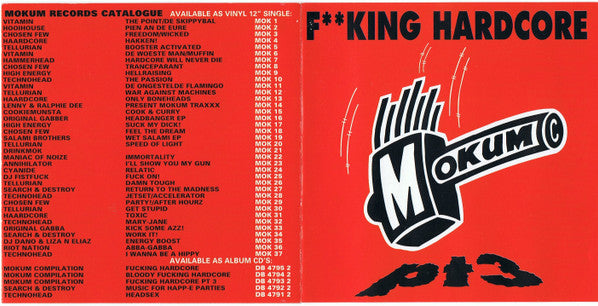 MOKUM RECORDS CATALOGUE AVAILABLE AS VINYL 12" SINGLE:
VITAMIN THE POINT/DE SKIPPYBAL MOK 1
HOOIHOUSE PIEN AN DE EURE MOK 2
CHOSEN FEW FREEDOM/WICKED MOK 3
HAARDCORE HAKKEN! MOK 4
TELLURIAN BOOSTER ACTIVATED MOK 5
VITAMIN DE WOESTE MAN/MUFFIN MOK 6
HAMMERHEAD HARDCORE WILL NEVER DIE MOK 7
CHOSEN FEW TRANCEPARANT MOK 8
HIGH ENERGY HELLRAISING MOK 9
TECHNOHEAD THE PASSION MOK 10
VITAMIN DE ONGESTELDE FLAMINGO MOK 11
TELLURIAN WAR AGAINST MACHINES MOK 12
HAARDCORE ONLY BONEHEADS MOK 13
LENNY & RALPHIE DEE PRESENT MOKUM TRAXXX MOK 14
COOKIEMUNSTA COOK & CURRY! MOK 15
ORIGINAL GABBER HEADBANGER EP MOK 16
HIGH ENERGY SUCK MY DICK! MOK 17
CHOSEN FEW FEEL THE DREAM MOK 18
SALAMI BROTHERS WET SALAMI EP MOK 19
TELLURIAN SPEED OF LIGHT MOK 20
DRINKMOK MOK 21
MANIAC OF NOIZE IMMORTALITY MOK 22
ANNIHILATOR I'LL SHOW YOU MY GUN MOK 23
CYANIDE RELATIC MOK 24
DJ FISTFUCK FUCK ON! MOK 25
TELLURIAN DAMN TOUGH MOK 26
SEARCH & DESTROY RETURN TO THE MADNESS MOK 27
TECHNOHEAD JETSET/ACCELERATOR MOK 28
CHOSEN FEW PARTY!/AFTER HOURZ MOK 29
TELLURIAN GET STUPID MOK 30
HAARDCORE TOXIC MOK 31
TECHNOHEAD MARY-JANE MOK 32
ORIGINAL GABBA KICK SOME AZZ! MOK 33
SEARCH & DESTROY WORK IT! MOK 34
DJ DANO & LIZA N ELIAZ ENERGY BOOST MOK 35
RIOT NATION ABBA-GABBA MOK 36
TECHNOHEAD I WANNA BE A HIPPY MOK 37
AVAILABLE AS ALBUM CD'S:
MOKUM COMPILATION FUCKING HARDCORE DB 4795 2
MOKUM COMPILATION BLOODY FUCKING HARDCORE DB 4794 2
MOKUM COMPILATION FUCKING HARDCORE PT 3 DB 4793 2
SEARCH & DESTROY MUSIC FOR HAPP-E PARTIES DB 4792 2
TECHNOHEAD HEADSEX DB 4791 2
F**KING HARDCORE
MOKUM ©
pt3